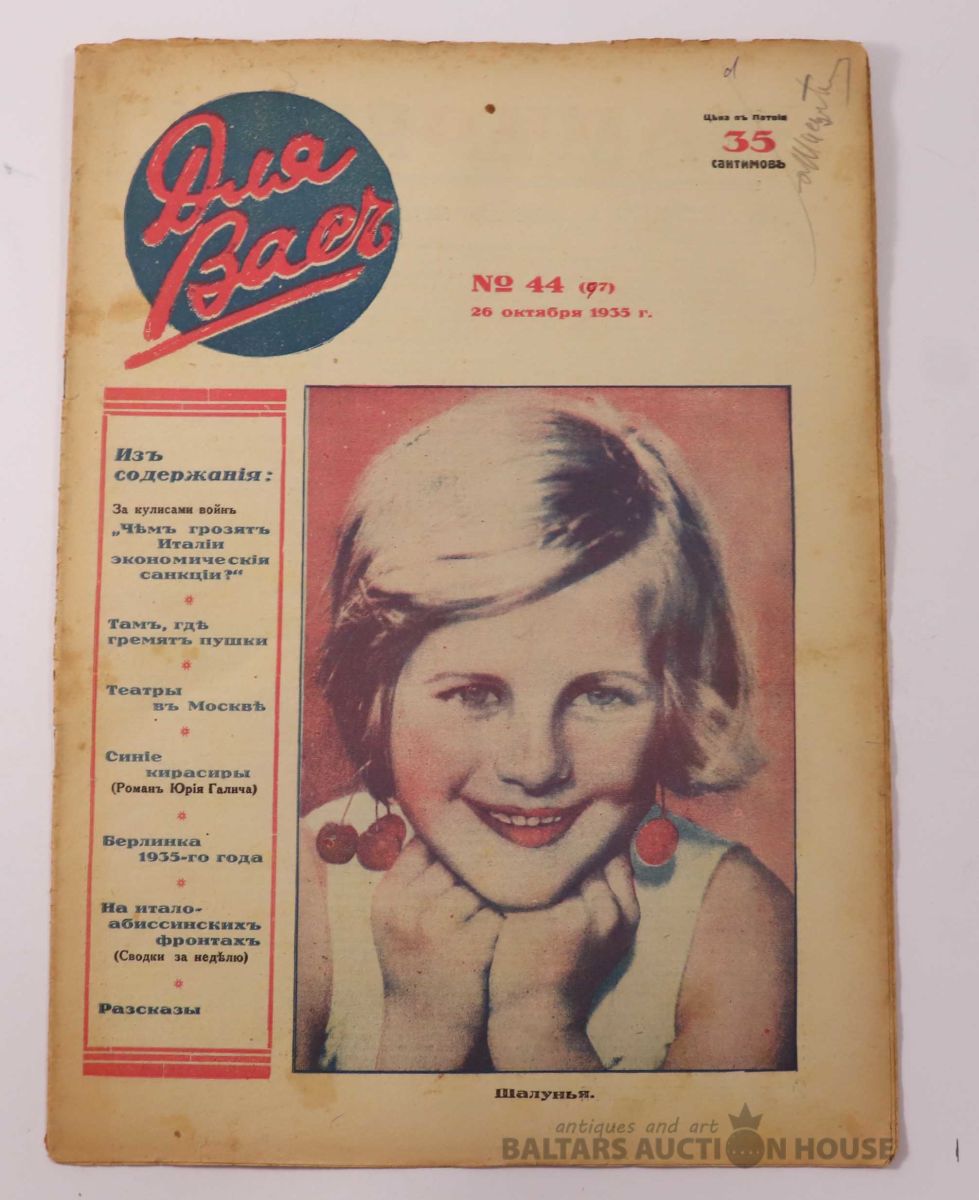 Для
Васъ
Цѣна въ Латвіи
35
сантимовъ
№ 44 (97)
26 октября 1935 г.
Изъ
содержанія:
За кулисами войнъ
„Чѣмъ грозятъ
Италіи
экономическія
санкціи?“
Тамъ, гдѣ
гремятъ пушки
Театры
въ Москвѣ
Синіе
кирасиры
(Романъ Юрія Галича)
Берлинка
1935-го года
На итало-
абиссинскихъ
фронтахъ
(Сводки за недѣлю)
Разсказы
Шалунья.
antiques and art
BALTARS AUCTION HOUSE